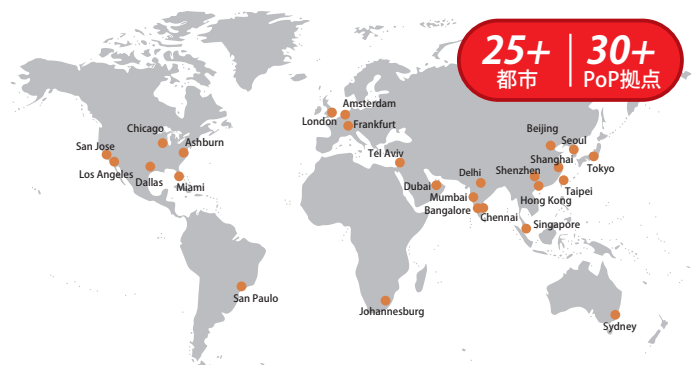 25+
都市
30+
PoP拠点
Amsterdam
London
Frankfurt
Chicago
Ashburn
San Jose
Los Angeles
Dallas
Miami
Tel Aviv
Dubai
Delhi
Mumbai
Bangalore
Chennai
Beijing
Seoul
Shanghai
Shenzhen
Tokyo
Taipei
Hong Kong
Singapore
San Paulo
Johannesburg
Sydney